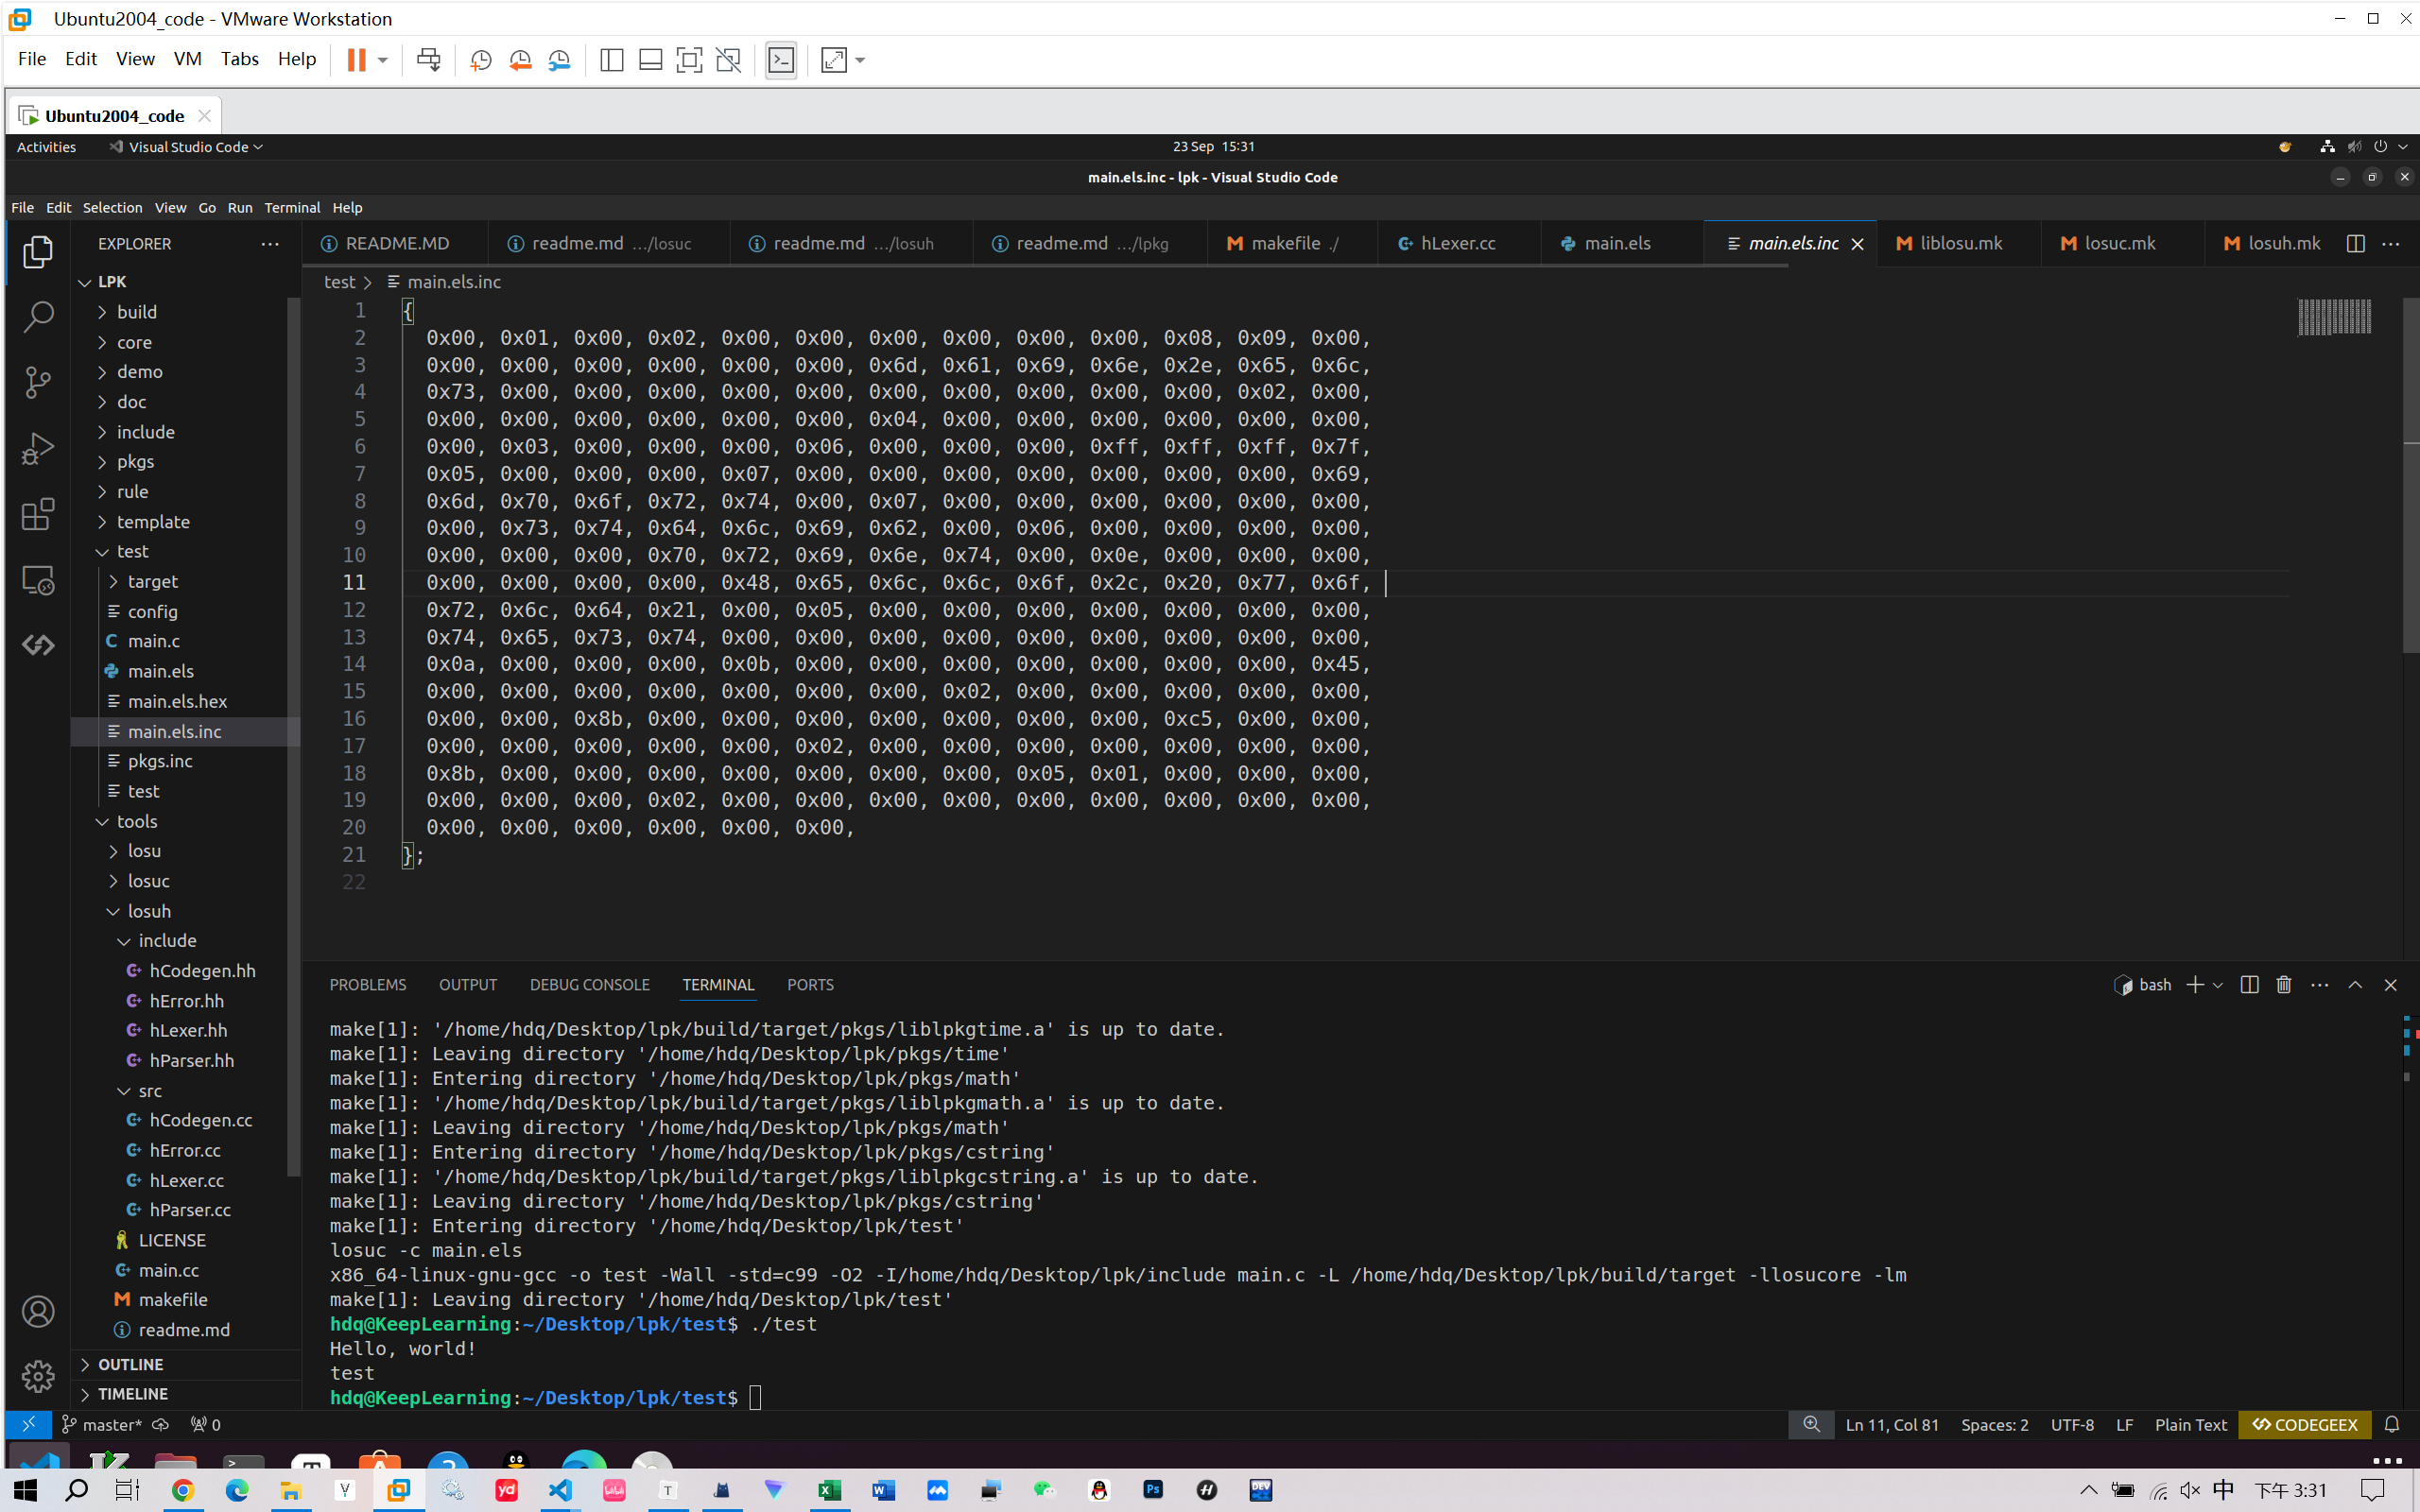 Ubuntu2004_code - VMware Workstation
File Edit View VM Tabs Help
Ubuntu2004_code
Activities Visual Studio Code 23 Sep 15:31
main.els.inc - lpk - Visual Studio Code
File Edit Selection View Go Run Terminal Help
EXPLORER
README.MD readme.md .../losuc readme.md .../losuh readme.md .../lpkg makefile ./ hLexer.cc main.els main.els.inc liblosu.mk losuc.mk losuh.mk
test > main.els.inc
LPK
build
core
demo
doc
include
pkgs
rule
template
test
target
config
main.c
main.els
main.els.hex
main.els.inc
pkgs.inc
test
tools
losu
losuc
losuh
include
hCodegen.hh
hError.hh
hLexer.hh
hParser.hh
src
hCodegen.cc
hError.cc
hLexer.cc
hParser.cc
LICENSE
main.cc
makefile
readme.md
OUTLINE
TIMELINE
1 {
2 0x00, 0x01, 0x00, 0x02, 0x00, 0x00, 0x00, 0x00, 0x00, 0x00, 0x08, 0x09, 0x00,
3 0x00, 0x00, 0x00, 0x00, 0x00, 0x00, 0x6d, 0x61, 0x69, 0x6e, 0x2e, 0x65, 0x6c,
4 0x73, 0x00, 0x00, 0x00, 0x00, 0x00, 0x00, 0x00, 0x00, 0x00, 0x00, 0x02, 0x00,
5 0x00, 0x00, 0x00, 0x00, 0x00, 0x00, 0x04, 0x00, 0x00, 0x00, 0x00, 0x00, 0x00,
6 0x00, 0x03, 0x00, 0x00, 0x00, 0x06, 0x00, 0x00, 0x00, 0xff, 0xff, 0xff, 0x7f,
7 0x05, 0x00, 0x00, 0x00, 0x07, 0x00, 0x00, 0x00, 0x00, 0x00, 0x00, 0x00, 0x69,
8 0x6d, 0x70, 0x6f, 0x72, 0x74, 0x00, 0x07, 0x00, 0x00, 0x00, 0x00, 0x00, 0x00,
9 0x00, 0x73, 0x74, 0x64, 0x6c, 0x69, 0x62, 0x00, 0x06, 0x00, 0x00, 0x00, 0x00,
10 0x00, 0x00, 0x00, 0x70, 0x72, 0x69, 0x6e, 0x74, 0x00, 0x0e, 0x00, 0x00, 0x00,
11 0x00, 0x00, 0x00, 0x00, 0x48, 0x65, 0x6c, 0x6c, 0x6f, 0x2c, 0x20, 0x77, 0x6f,
12 0x72, 0x6c, 0x64, 0x21, 0x00, 0x05, 0x00, 0x00, 0x00, 0x00, 0x00, 0x00, 0x00,
13 0x74, 0x65, 0x73, 0x74, 0x00, 0x00, 0x00, 0x00, 0x00, 0x00, 0x00, 0x00, 0x00,
14 0x0a, 0x00, 0x00, 0x00, 0x0b, 0x00, 0x00, 0x00, 0x00, 0x00, 0x00, 0x00, 0x45,
15 0x00, 0x00, 0x00, 0x00, 0x00, 0x00, 0x00, 0x02, 0x00, 0x00, 0x00, 0x00, 0x00,
16 0x00, 0x00, 0x8b, 0x00, 0x00, 0x00, 0x00, 0x00, 0x00, 0x00, 0xc5, 0x00, 0x00,
17 0x00, 0x00, 0x00, 0x00, 0x00, 0x02, 0x00, 0x00, 0x00, 0x00, 0x00, 0x00, 0x00,
18 0x8b, 0x00, 0x00, 0x00, 0x00, 0x00, 0x00, 0x00, 0x05, 0x01, 0x00, 0x00, 0x00,
19 0x00, 0x00, 0x00, 0x02, 0x00, 0x00, 0x00, 0x00, 0x00, 0x00, 0x00, 0x00, 0x00,
20 0x00, 0x00, 0x00, 0x00, 0x00, 0x00,
21 };
22
PROBLEMS OUTPUT DEBUG CONSOLE TERMINAL PORTS bash
make[1]: '/home/hdq/Desktop/lpk/build/target/pkgs/liblpkgtime.a' is up to date.
make[1]: Leaving directory '/home/hdq/Desktop/lpk/pkgs/time'
make[1]: Entering directory '/home/hdq/Desktop/lpk/pkgs/math'
make[1]: '/home/hdq/Desktop/lpk/build/target/pkgs/liblpkgmath.a' is up to date.
make[1]: Leaving directory '/home/hdq/Desktop/lpk/pkgs/math'
make[1]: Entering directory '/home/hdq/Desktop/lpk/pkgs/cstring'
make[1]: '/home/hdq/Desktop/lpk/build/target/pkgs/liblpkgcstring.a' is up to date.
make[1]: Leaving directory '/home/hdq/Desktop/lpk/pkgs/cstring'
make[1]: Entering directory '/home/hdq/Desktop/lpk/test'
losuc -c main.els
x86_64-linux-gnu-gcc -o test -Wall -std=c99 -O2 -I/home/hdq/Desktop/lpk/include main.c -L /home/hdq/Desktop/lpk/build/target -llosucore -lm
make[1]: Leaving directory '/home/hdq/Desktop/lpk/test'
hdq@KeepLearning:~/Desktop/lpk/test$ ./test
Hello, world!
test
hdq@KeepLearning:~/Desktop/lpk/test$
master* 0 Ln 11, Col 81 Spaces: 2 UTF-8 LF Plain Text CODEGEEX
中 下午 3:31